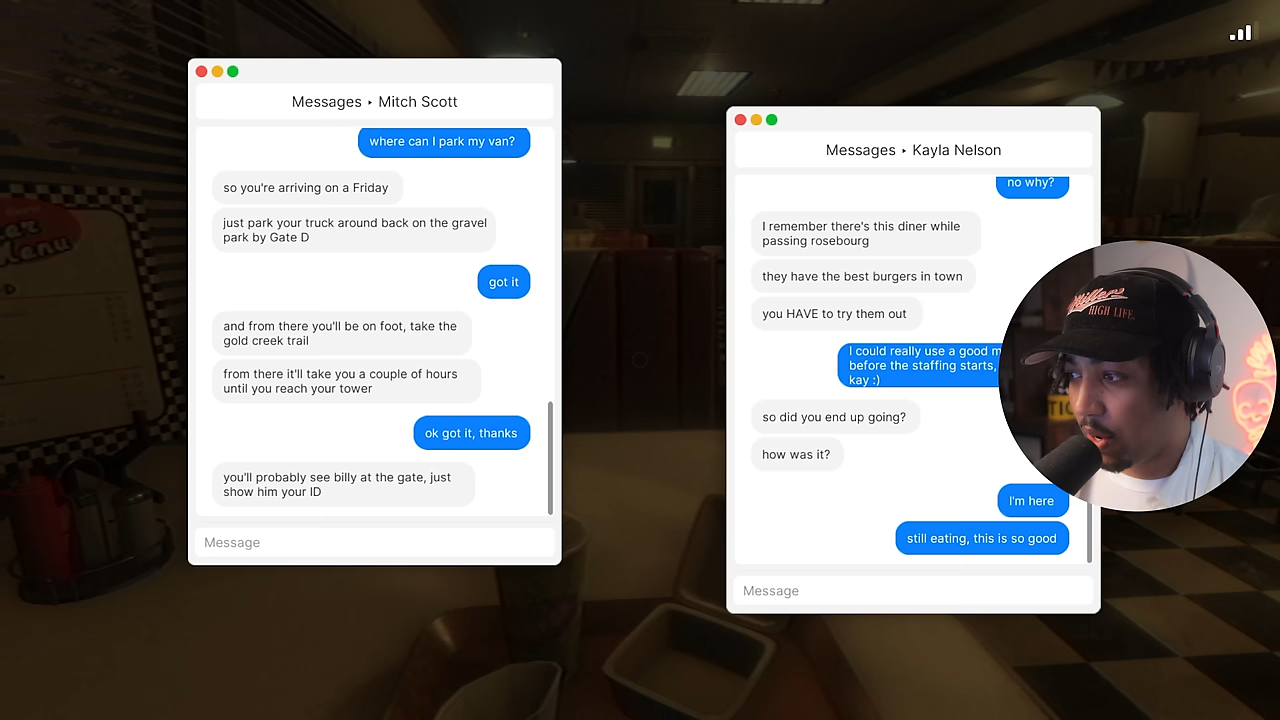 Messages ‣ Mitch Scott
where can I park my van?
so you're arriving on a Friday
just park your truck around back on the gravel
park by Gate D
got it
and from there you'll be on foot, take the
gold creek trail
from there it'll take you a couple of hours
until you reach your tower
ok got it, thanks
you'll probably see billy at the gate, just
show him your ID
Message
Messages ‣ Kayla Nelson
no why?
I remember there's this diner while
passing rosebourg
they have the best burgers in town
you HAVE to try them out
I could really use a good
before the staffing starts,
kay :)
so did you end up going?
how was it?
I'm here
still eating, this is so good
Message
Miller
HIGH LIFE.
Menu